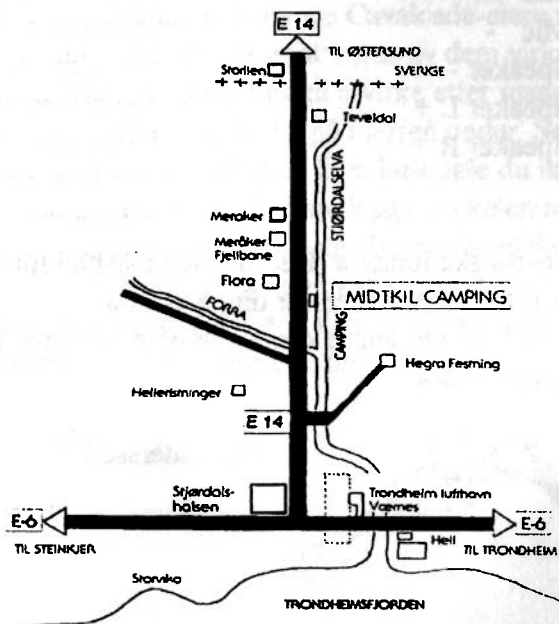 E 14
TIL ØSTERSUND
Storlien
SVERIGE
Teveldal
STJØRDALSELVA
Meraker
Meråker
Fjellbane
Flora
MIDTKIL CAMPING
FORRA
CAMPING
Hegra Festning
Helleristninger
E 14
Stjørdals-
halsen
Trondheim lufthavn
Værnes
E-6
E-6
TIL STEINKJER
Hell
TIL TRONDHEIM
Storvika
TRONDHEIMSFJORDEN